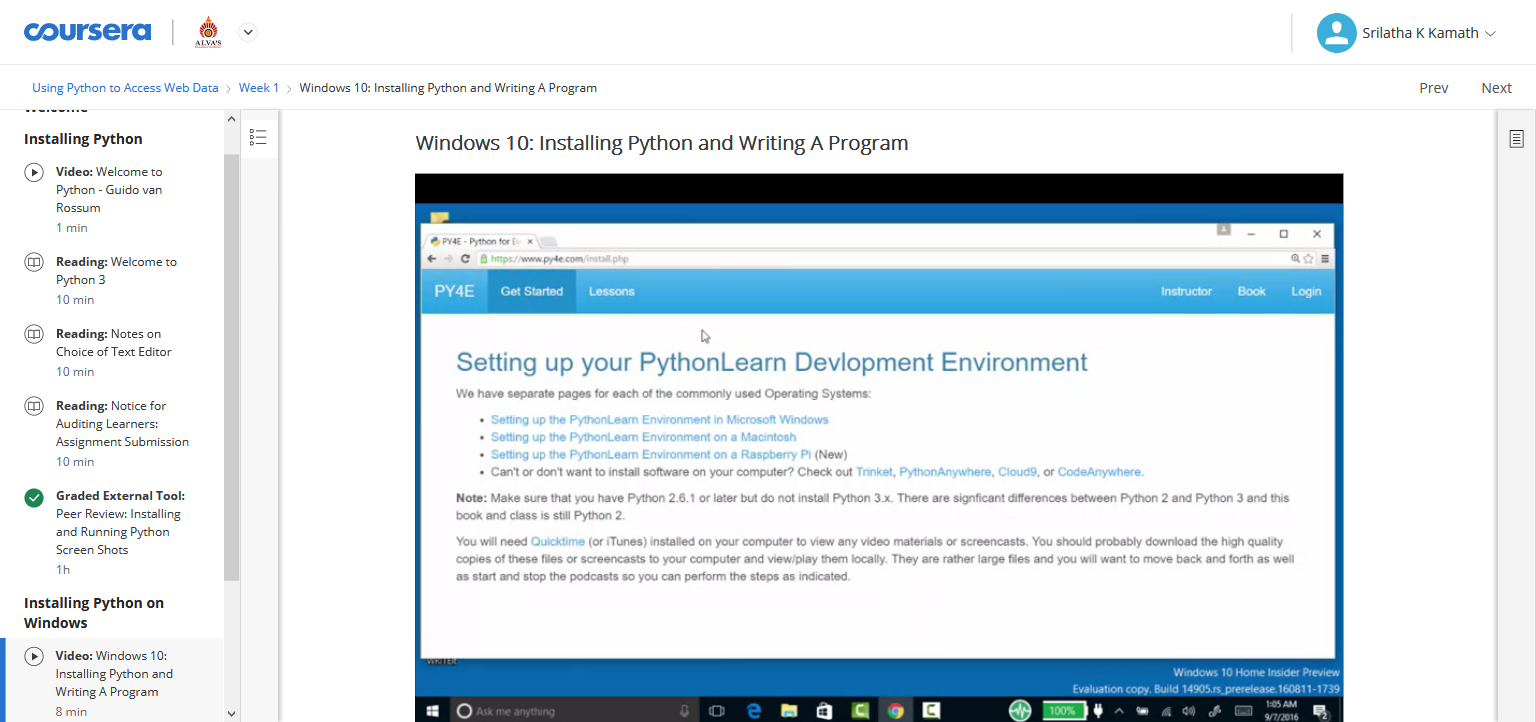 coursera
ALVA'S
Srilatha K Kamath
Using Python to Access Web Data
Week 1
Windows 10: Installing Python and Writing A Program
Prev
Next
Welcome
Installing Python
Video: Welcome to
Python - Guido van
Rossum
1 min
Reading: Welcome to
Python 3
10 min
Reading: Notes on
Choice of Text Editor
10 min
Reading: Notice for
Auditing Learners:
Assignment Submission
10 min
Graded External Tool:
Peer Review: Installing
and Running Python
Screen Shots
1h
Installing Python on
Windows
Video: Windows 10:
Installing Python and
Writing A Program
8 min
Windows 10: Installing Python and Writing A Program
PY4E - Python for Ev
https://www.py4e.com/install.php
PY4E
Get Started
Lessons
Instructor
Book
Login
Setting up your PythonLearn Devlopment Environment
We have separate pages for each of the commonly used Operating Systems:
• Setting up the PythonLearn Environment in Microsoft Windows
• Setting up the PythonLearn Environment on a Macintosh
• Setting up the PythonLearn Environment on a Raspberry Pi (New)
• Can't or don't want to install software on your computer? Check out Trinket, PythonAnywhere, Cloud9, or CodeAnywhere.
Note: Make sure that you have Python 2.6.1 or later but do not install Python 3.x. There are signficant differences between Python 2 and Python 3 and this
book and class is still Python 2.
You will need Quicktime (or iTunes) installed on your computer to view any video materials or screencasts. You should probably download the high quality
copies of these files or screencasts to your computer and view/play them locally. They are rather large files and you will want to move back and forth as well
as start and stop the podcasts so you can perform the steps as indicated.
WRITER
Windows 10 Home Insider Preview
Evaluation copy. Build 14905.rs_prerelease.160811-1739
Ask me anything
100%
1:05 AM
9/7/2016
2